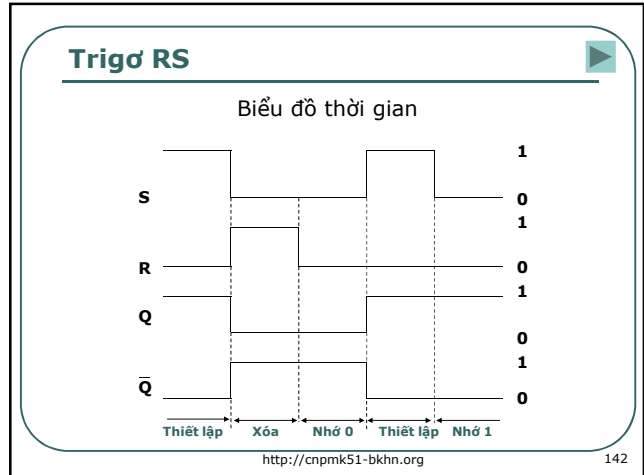 Trigơ RS
Biểu đồ thời gian
1
S
0
1
R
0
1
Q
0
1
Q̅
0
Thiết lập Xóa Nhớ 0 Thiết lập Nhớ 1
http://cnpmk51-bkhn.org
142